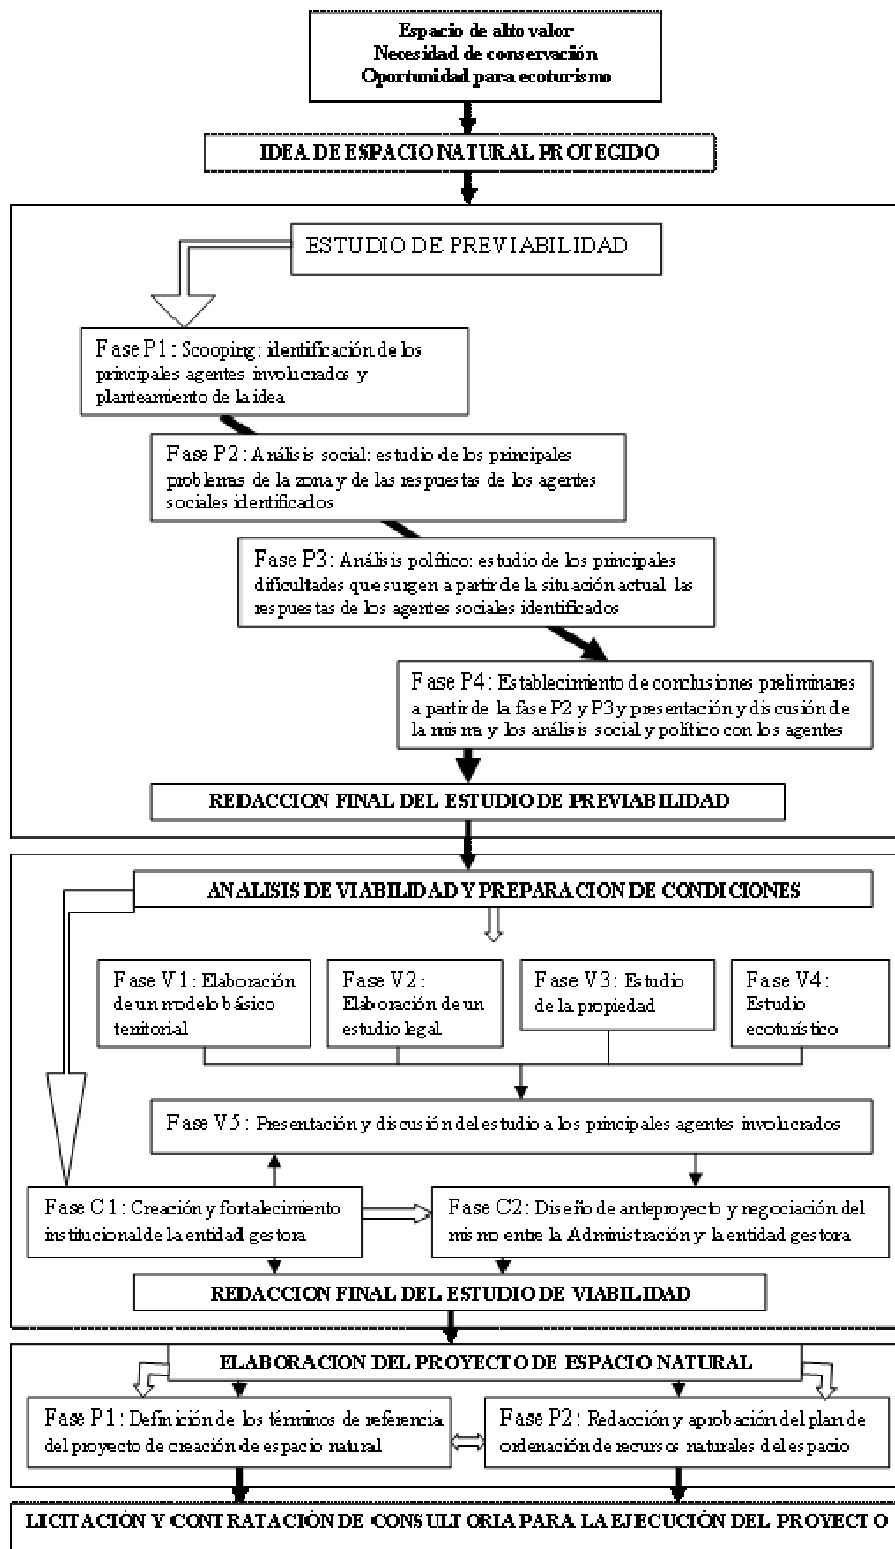 Espacio de alto valor
Necesidad de conservación
Oportunidad para ecoturismo
IDEA DE ESPACIO NATURAL PROTEGIDO
ESTUDIO DE PREVIABILIDAD
Fase P1: Scooping: identificación de los
principales agentes involucrados y
planteamiento de la idea
Fase P2: Análisis social: estudio de los principales
problemas de la zona y de las respuestas de los agentes
sociales identificados
Fase P3: Análisis político: estudio de los principales
dificultades que surgen a partir de la situación actual las
respuestas de los agentes sociales identificados
Fase P4: Establecimiento de conclusiones preliminares
a partir de la fase P2 y P3 y presentación y discusión de
la misma y los análisis social y político con los agentes
REDACCION FINAL DEL ESTUDIO DE PREVIABILIDAD
ANALISIS DE VIABILIDAD Y PREPARACION DE CONDICIONES
Fase V1: Elaboración
de un modelo básico
territorial
Fase V2:
Elaboración de un
estudio legal
Fase V3: Estudio
de la propiedad
Fase V4:
Estudio
ecoturístico
Fase V5: Presentación y discusión del estudio a los principales agentes involucrados
Fase C1: Creación y fortalecimiento
institucional de la entidad gestora
Fase C2: Diseño de anteproyecto y negociación del
mismo entre la Administración y la entidad gestora
REDACCION FINAL DEL ESTUDIO DE VIABILIDAD
ELABORACION DEL PROYECTO DE ESPACIO NATURAL
Fase P1: Definición de los términos de referencia
del proyecto de creación de espacio natural
Fase P2: Redacción y aprobación del plan de
ordenación de recursos naturales del espacio
LICITACIÓN Y CONTRATACIÓN DE CONSULTORIA PARA LA EJECUCIÓN DEL PROYECTO